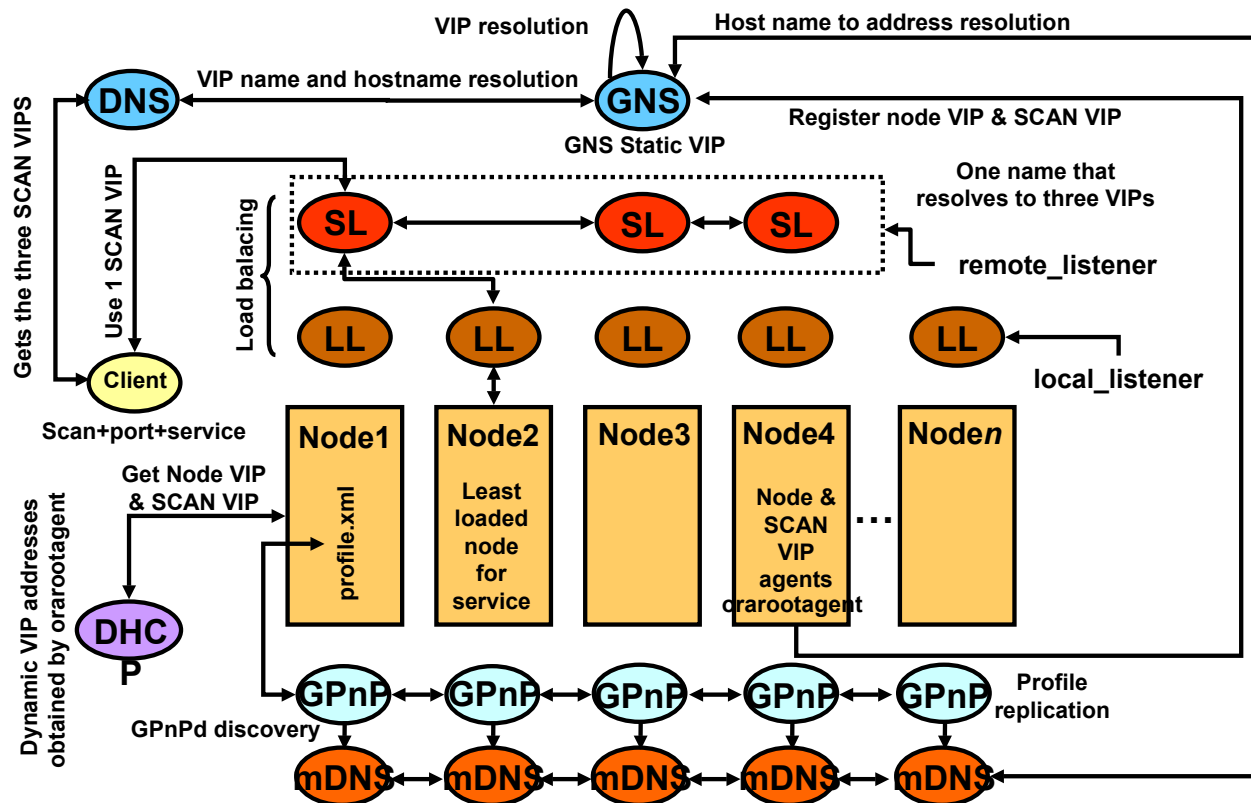 VIP resolution
Host name to address resolution
DNS
VIP name and hostname resolution
GNS
Register node VIP & SCAN VIP
GNS Static VIP
Gets the three SCAN VIPS
Use 1 SCAN VIP
Load balacing
SL
SL
SL
One name that
resolves to three VIPs
remote_listener
LL
LL
LL
LL
LL
local_listener
Client
Scan+port+service
Node1
Node2
Node3
Node4
Noden
Get Node VIP
& SCAN VIP
profile.xml
Least
loaded
node
for
service
Node &
SCAN
VIP
agents
orarootagent
...
Dynamic VIP addresses
obtained by orarootagent
DHC
P
GPnP
GPnP
GPnP
GPnP
GPnP
Profile
replication
GPnPd discovery
mDNS
mDNS
mDNS
mDNS
mDNS